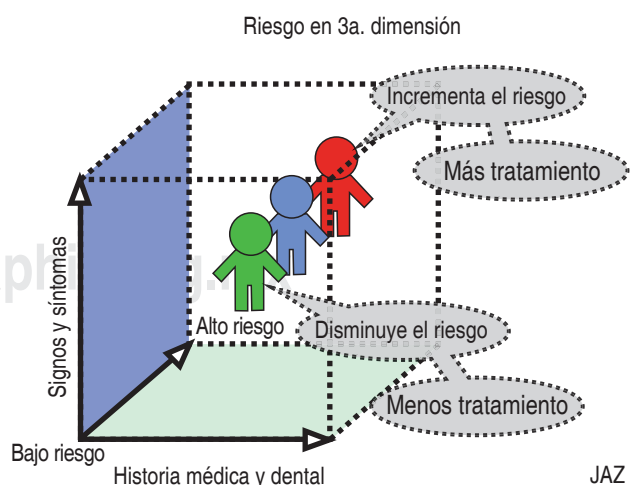 Riesgo en 3a. dimensión
Incrementa el riesgo
Más tratamiento
Signos y síntomas
Alto riesgo
Disminuye el riesgo
Menos tratamiento
Bajo riesgo
Historia médica y dental
JAZ